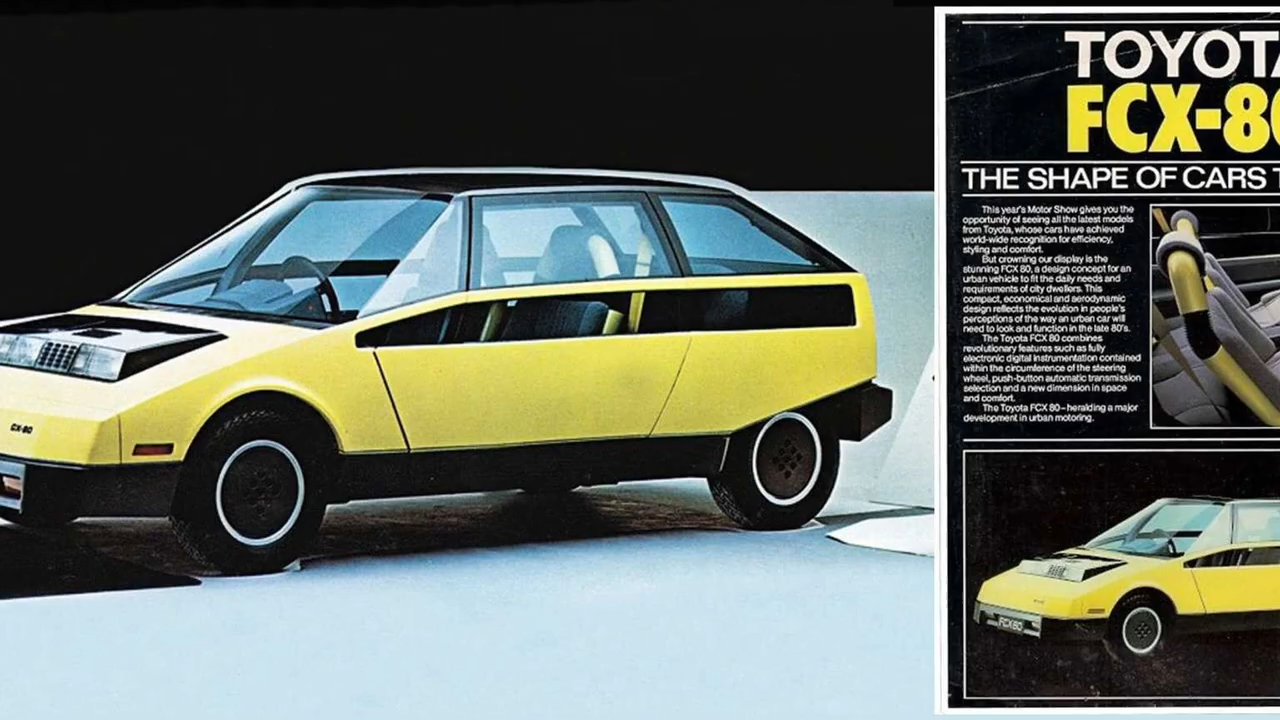 CX-80
TOYOTA
FCX-80
THE SHAPE OF CARS T
This year's Motor Show gives you the
opportunity of seeing all the latest models
from Toyota, whose cars have achieved
world-wide recognition for efficiency,
styling and comfort.
But crowning our display is the
stunning FCX 80, a design concept for an
urban vehicle to fit the daily needs and
requirements of city dwellers. This
compact, economical and aerodynamic
design reflects the evolution in people's
perceptions of the way an urban car will
need to look and function in the late 80's.
The Toyota FCX 80 combines
revolutionary features such as fully
electronic digital instrumentation contained
within the circumference of the steering
wheel, push-button automatic transmission
selection and a new dimension in space
and comfort.
The Toyota FCX 80 – heralding a major
development in urban motoring.
FCX80